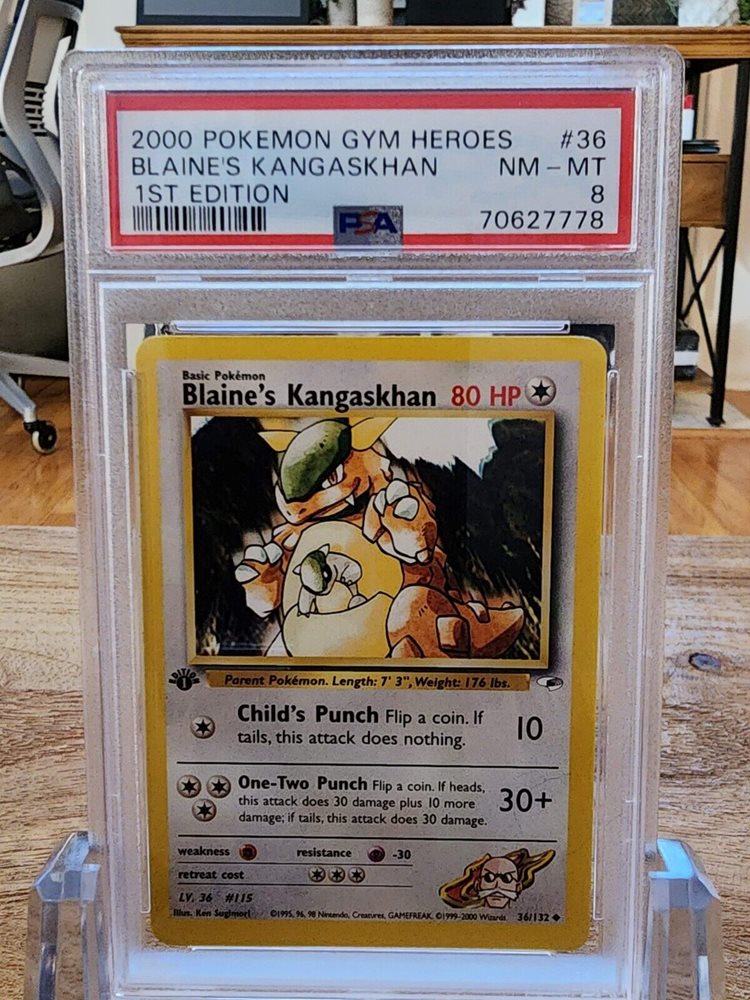 2000 POKEMON GYM HEROES #36
BLAINE'S KANGASKHAN NM - MT
1ST EDITION 8
PSA 70627778
Basic Pokémon
Blaine's Kangaskhan 80 HP
EDITION 1
Parent Pokémon. Length: 7' 3", Weight: 176 lbs.
Child's Punch Flip a coin. If
tails, this attack does nothing. 10
One-Two Punch Flip a coin. If heads,
this attack does 30 damage plus 10 more 30+
damage; if tails, this attack does 30 damage.
weakness resistance -30
retreat cost
LV. 36 #115
Illus. Ken Sugimori ©1995, 96, 98 Nintendo, Creatures, GAMEFREAK. ©1999-2000 Wizards. 36/132